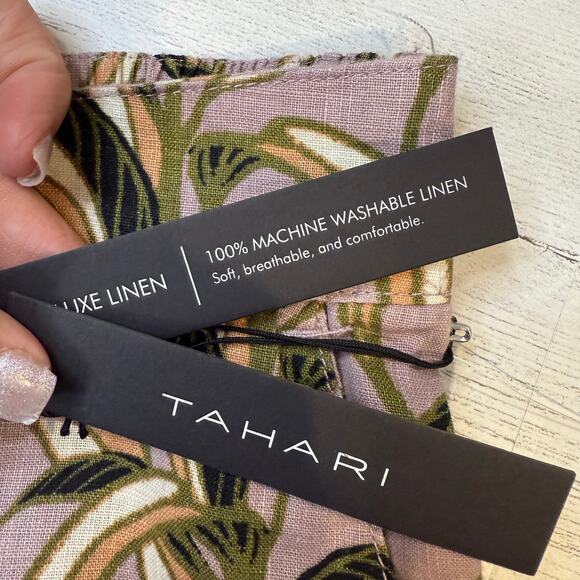 LUXE LINEN
100% MACHINE WASHABLE LINEN
Soft, breathable, and comfortable.
TAHARI